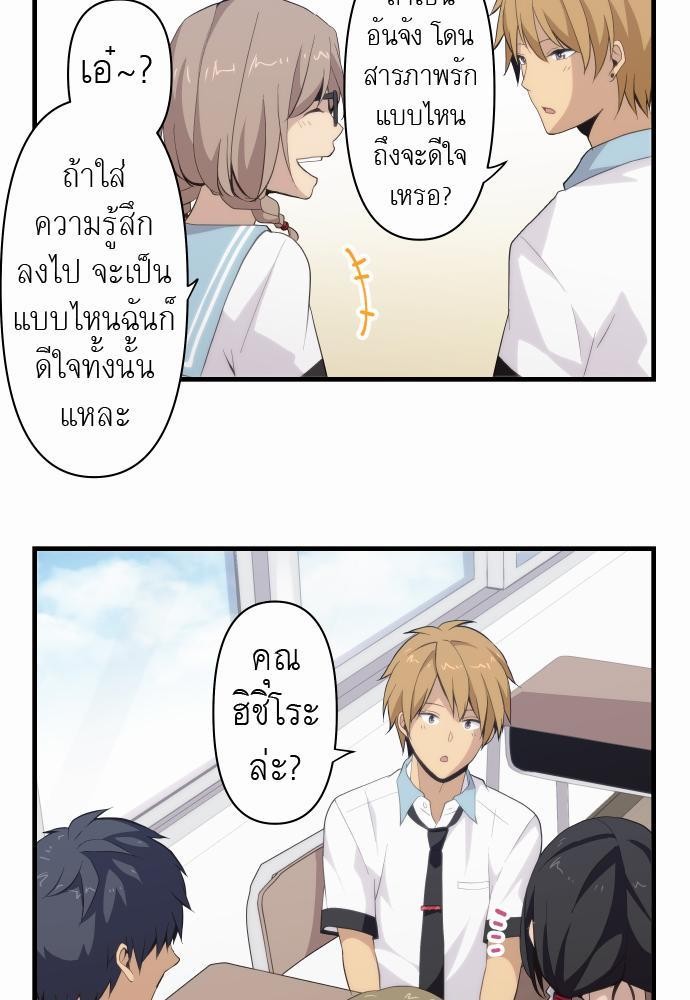 อันจัง โดน
สารภาพรัก
แบบไหน
ถึงจะดีใจ
เหรอ?
เอ๋~?
ถ้าใส่
ความรู้สึก
ลงไป จะเป็น
แบบไหนฉันก็
ดีใจทั้งนั้น
แหละ
คุณ
ฮิชิโระ
ล่ะ?